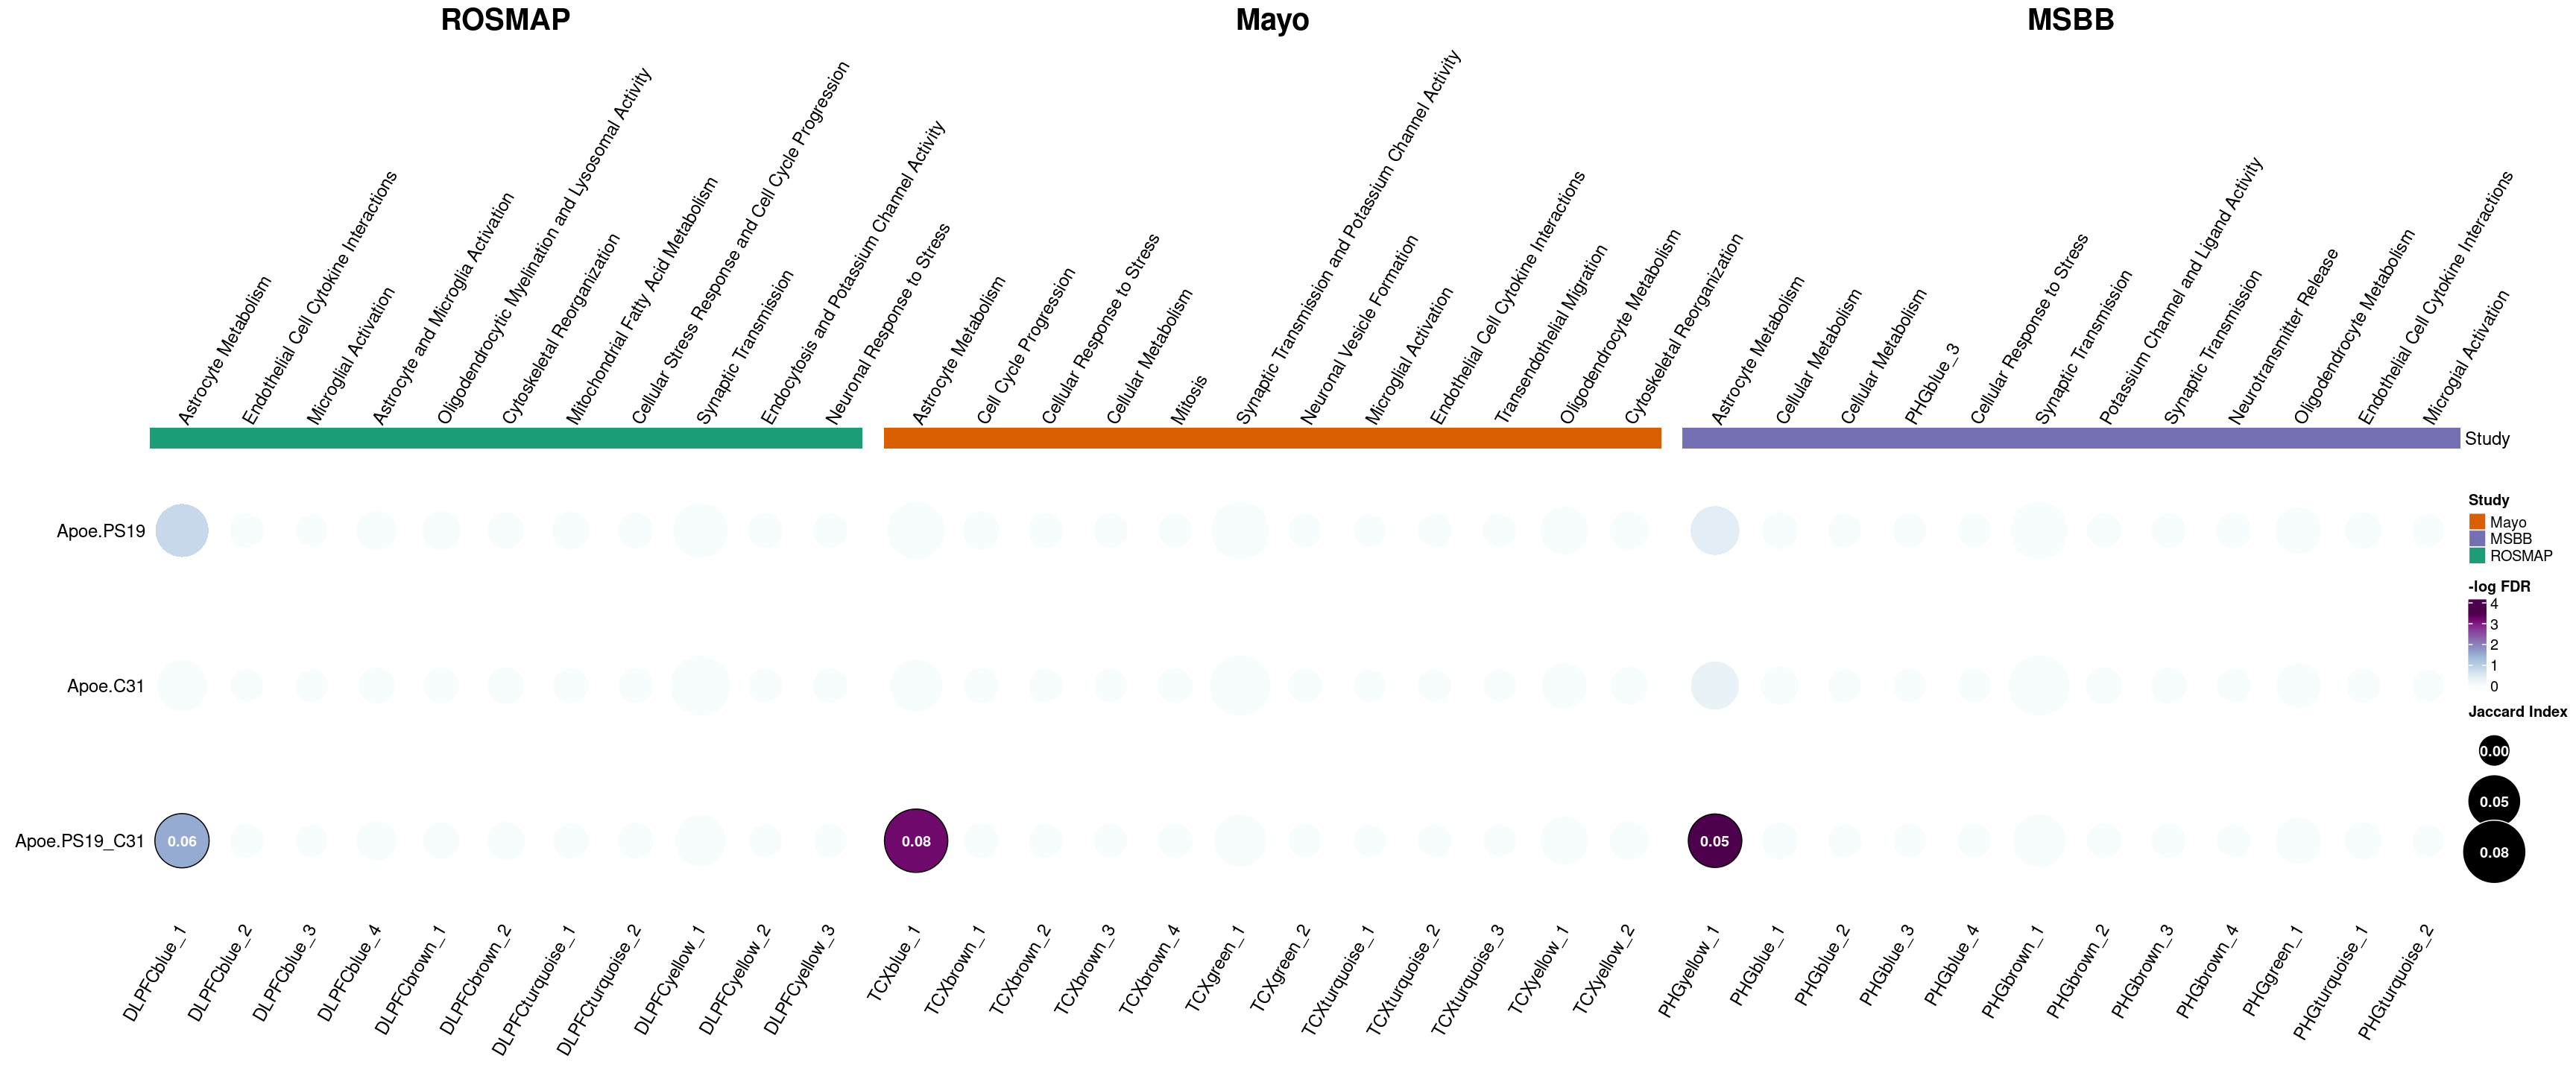 ROSMAP
Mayo
MSBB
Astrocyte Metabolism
Endothelial Cell Cytokine Interactions
Microglial Activation
Astrocyte and Microglia Activation
Oligodendrocytic Myelination and Lysosomal Activity
Cytoskeletal Reorganization
Mitochondrial Fatty Acid Metabolism
Cellular Stress Response and Cell Cycle Progression
Synaptic Transmission
Endocytosis and Potassium Channel Activity
Neuronal Response to Stress
Astrocyte Metabolism
Cell Cycle Progression
Cellular Response to Stress
Cellular Metabolism
Mitosis
Synaptic Transmission and Potassium Channel Activity
Neuronal Vesicle Formation
Microglial Activation
Endothelial Cell Cytokine Interactions
Transendothelial Migration
Oligodendrocyte Metabolism
Cytoskeletal Reorganization
Astrocyte Metabolism
Cellular Metabolism
Cellular Metabolism
PHGblue_3
Cellular Response to Stress
Synaptic Transmission
Potassium Channel and Ligand Activity
Synaptic Transmission
Neurotransmitter Release
Oligodendrocyte Metabolism
Endothelial Cell Cytokine Interactions
Microglial Activation
Study
Apoe.PS19
Apoe.C31
Apoe.PS19_C31
0.06
0.08
0.05
Study
Mayo
MSBB
ROSMAP
-log FDR
4
3
2
1
0
Jaccard Index
0.00
0.05
0.08
DLPFCblue_1
DLPFCblue_2
DLPFCblue_3
DLPFCblue_4
DLPFCbrown_1
DLPFCbrown_2
DLPFCturquoise_1
DLPFCturquoise_2
DLPFCyellow_1
DLPFCyellow_2
DLPFCyellow_3
TCXblue_1
TCXbrown_1
TCXbrown_2
TCXbrown_3
TCXbrown_4
TCXgreen_1
TCXgreen_2
TCXturquoise_1
TCXturquoise_2
TCXturquoise_3
TCXyellow_1
TCXyellow_2
PHGyellow_1
PHGblue_1
PHGblue_2
PHGblue_3
PHGblue_4
PHGbrown_1
PHGbrown_2
PHGbrown_3
PHGbrown_4
PHGgreen_1
PHGturquoise_1
PHGturquoise_2